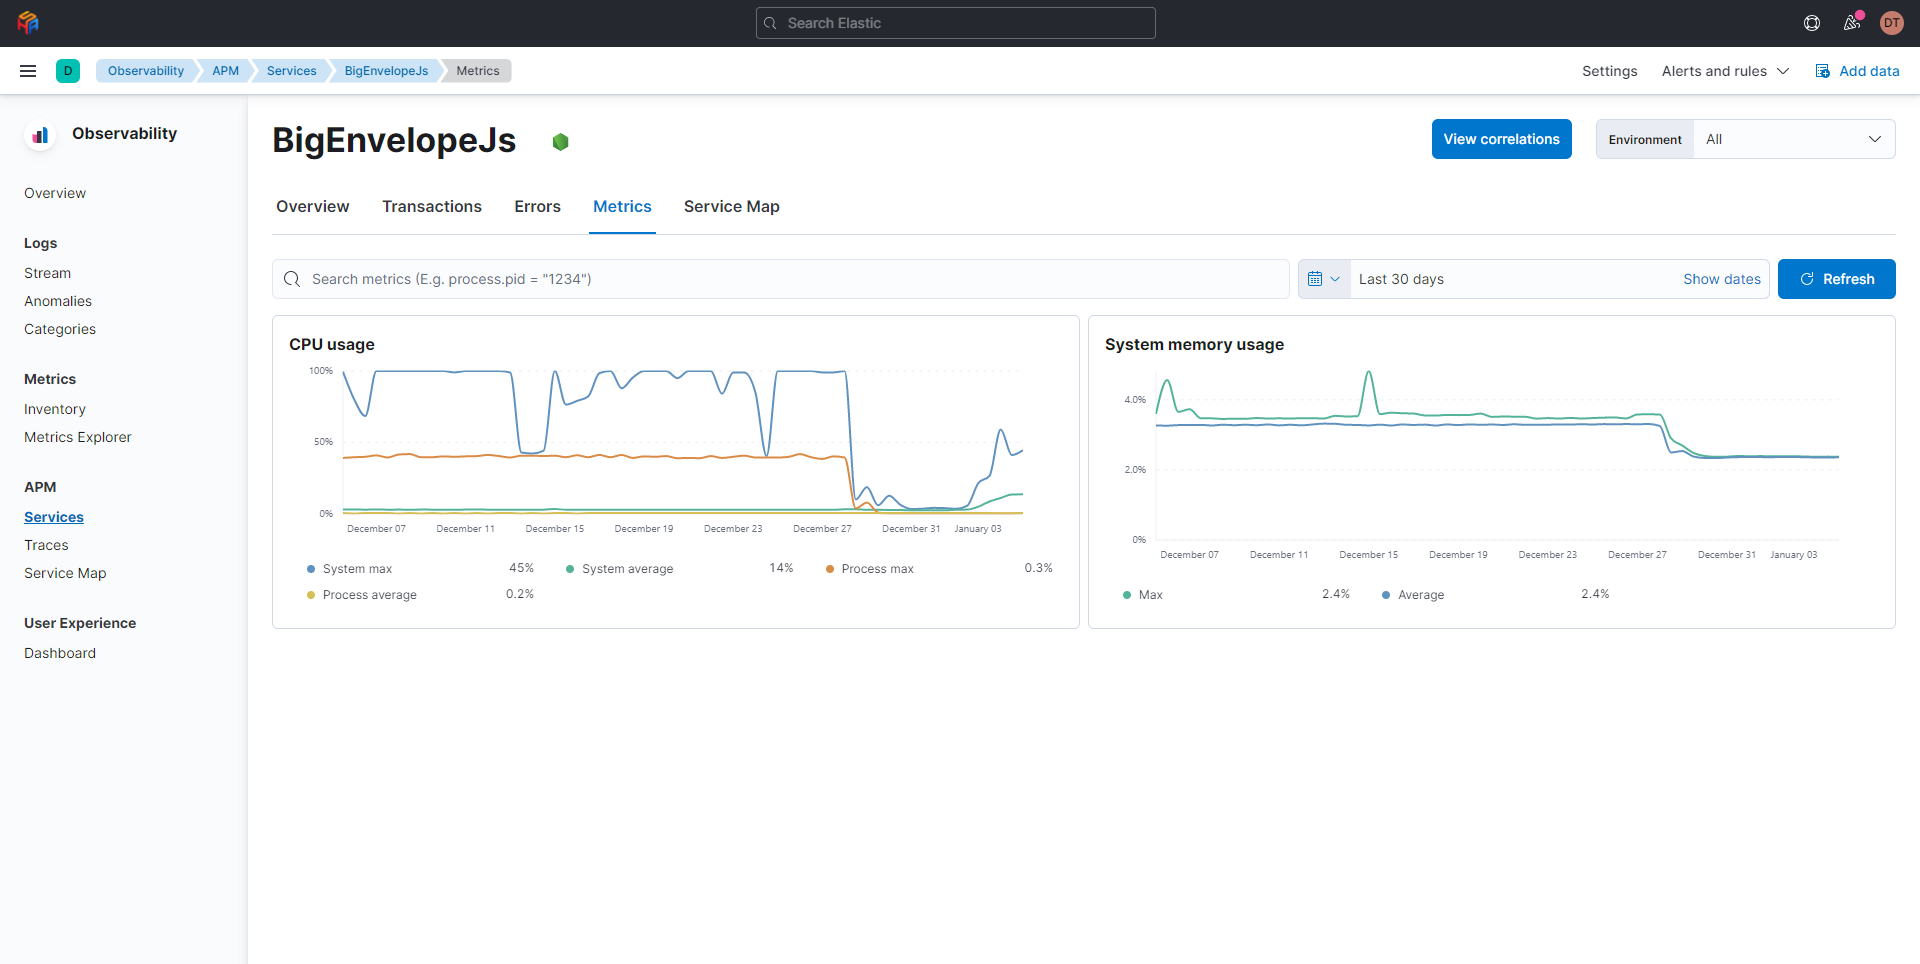 Search Elastic
DT
D
Observability
APM
Services
BigEnvelopeJs
Metrics
Settings
Alerts and rules
Add data
Observability
Overview
Logs
Stream
Anomalies
Categories
Metrics
Inventory
Metrics Explorer
APM
Services
Traces
Service Map
User Experience
Dashboard
BigEnvelopeJs
View correlations
Environment
All
Overview
Transactions
Errors
Metrics
Service Map
Search metrics (E.g. process.pid = "1234")
Last 30 days
Show dates
Refresh
CPU usage
100%
50%
0%
December 07
December 11
December 15
December 19
December 23
December 27
December 31
January 03
System max 45%
System average 14%
Process max 0.3%
Process average 0.2%
System memory usage
4.0%
2.0%
0%
December 07
December 11
December 15
December 19
December 23
December 27
December 31
January 03
Max 2.4%
Average 2.4%